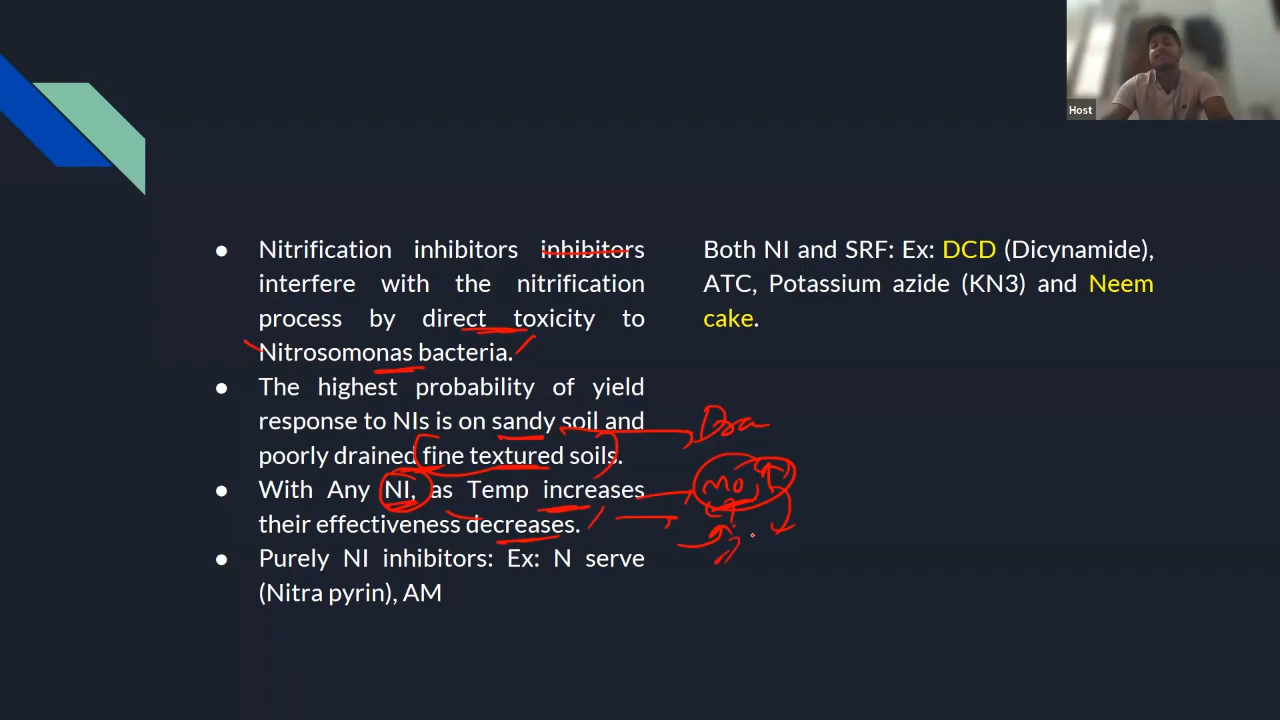 Host
● Nitrification inhibitors inhibitors
interfere with the nitrification
process by direct toxicity to
Nitrosomonas bacteria.
● The highest probability of yield
response to NIs is on sandy soil and
poorly drained fine textured soils.
● With Any NI, as Temp increases
their effectiveness decreases.
● Purely NI inhibitors: Ex: N serve
(Nitra pyrin), AM
Both NI and SRF: Ex: DCD (Dicynamide),
ATC, Potassium azide (KN3) and Neem
cake.